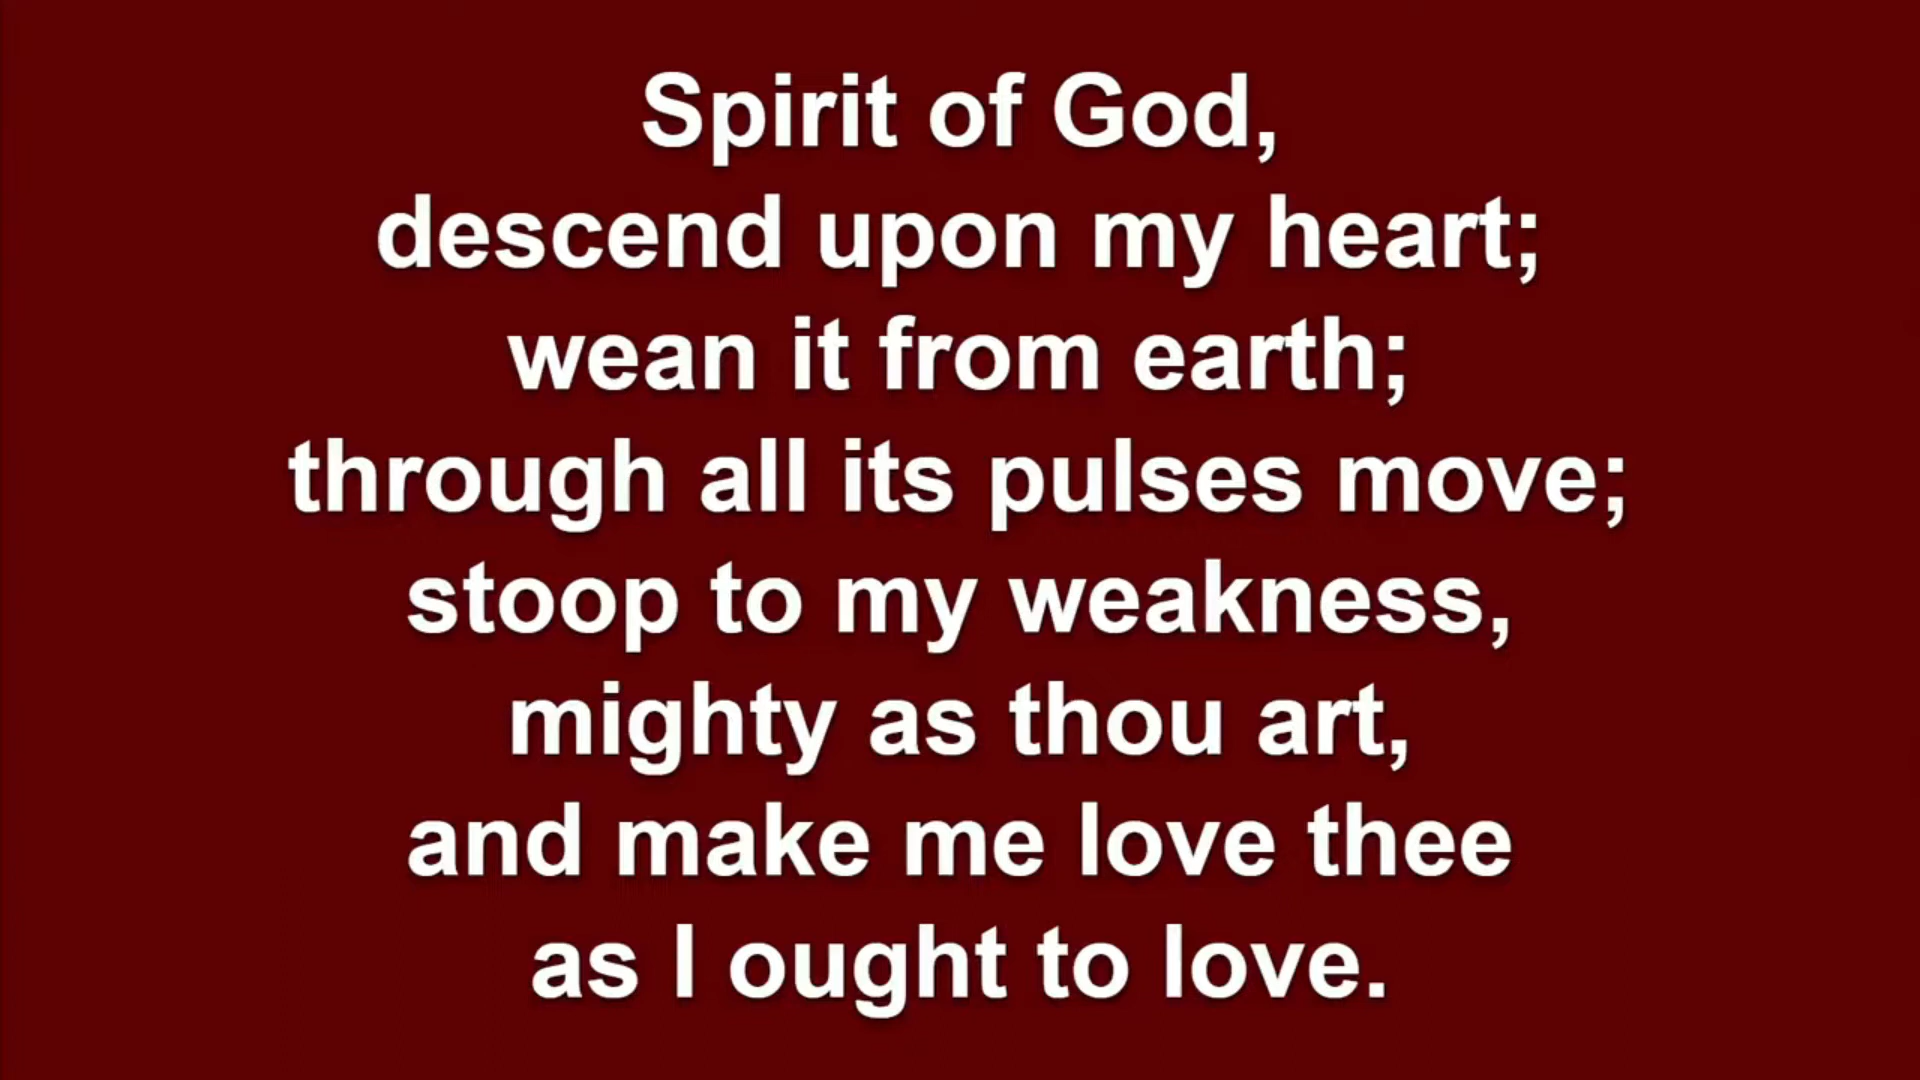 Spirit of God,
descend upon my heart;
wean it from earth;
through all its pulses move;
stoop to my weakness,
mighty as thou art,
and make me love thee
as I ought to love.